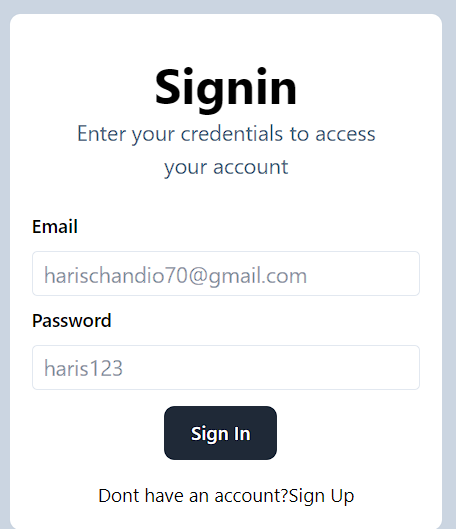 Signin
Enter your credentials to access
your account
Email
harischandio70@gmail.com
Password
haris123
Sign In
Dont have an account?Sign Up